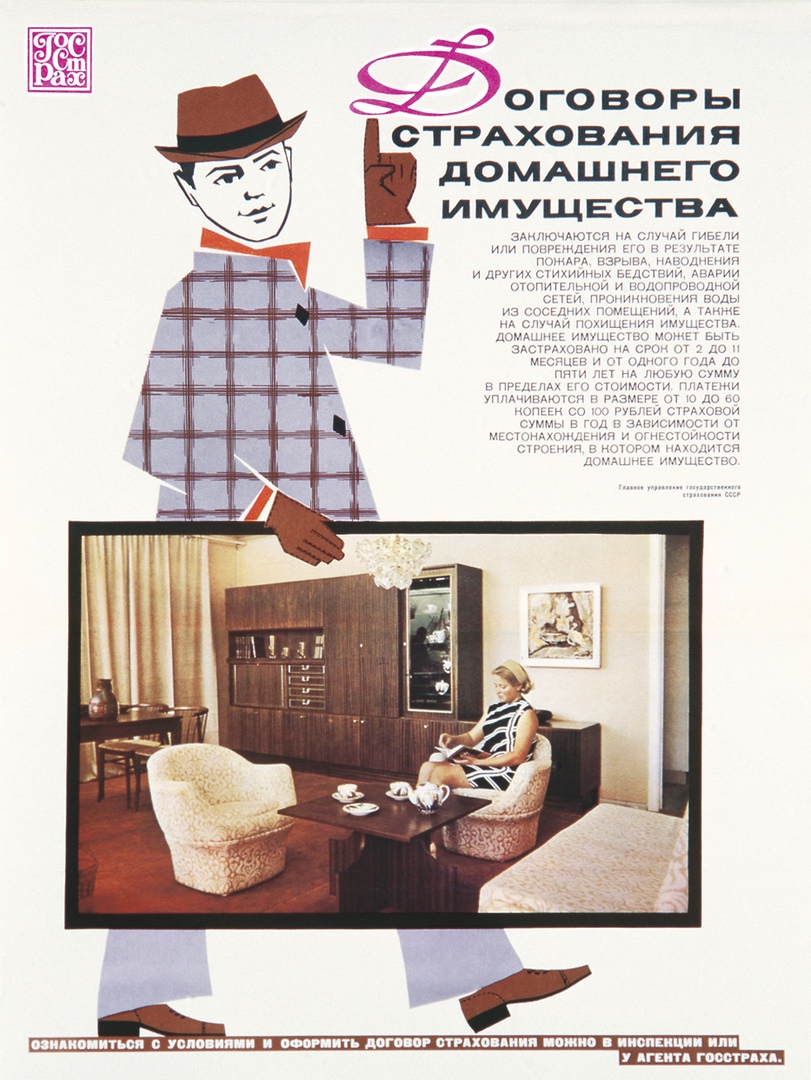 Гос
ст
рах
Договоры
страхования
домашнего
имущества
ЗАКЛЮЧАЮТСЯ НА СЛУЧАЙ ГИБЕЛИ
ИЛИ ПОВРЕЖДЕНИЯ ЕГО В РЕЗУЛЬТАТЕ
ПОЖАРА, ВЗРЫВА, НАВОДНЕНИЯ
И ДРУГИХ СТИХИЙНЫХ БЕДСТВИЙ, АВАРИИ
ОТОПИТЕЛЬНОЙ И ВОДОПРОВОДНОЙ
СЕТЕЙ, ПРОНИКНОВЕНИЯ ВОДЫ
ИЗ СОСЕДНИХ ПОМЕЩЕНИЙ, А ТАКЖЕ
НА СЛУЧАЙ ПОХИЩЕНИЯ ИМУЩЕСТВА.
ДОМАШНЕЕ ИМУЩЕСТВО МОЖЕТ БЫТЬ
ЗАСТРАХОВАНО НА СРОК ОТ 2 ДО 11
МЕСЯЦЕВ И ОТ ОДНОГО ГОДА ДО
ПЯТИ ЛЕТ НА ЛЮБУЮ СУММУ
В ПРЕДЕЛАХ ЕГО СТОИМОСТИ. ПЛАТЕЖИ
УПЛАЧИВАЮТСЯ В РАЗМЕРЕ ОТ 10 ДО 60
КОПЕЕК СО 100 РУБЛЕЙ СТРАХОВОЙ
СУММЫ В ГОД В ЗАВИСИМОСТИ ОТ
МЕСТОНАХОЖДЕНИЯ И ОГНЕСТОЙКОСТИ
СТРОЕНИЯ, В КОТОРОМ НАХОДИТСЯ
ДОМАШНЕЕ ИМУЩЕСТВО.
Главное управление государственного
страхования СССР
ОЗНАКОМИТЬСЯ С УСЛОВИЯМИ И ОФОРМИТЬ ДОГОВОР СТРАХОВАНИЯ МОЖНО В ИНСПЕКЦИИ ИЛИ
У АГЕНТА ГОССТРАХА.